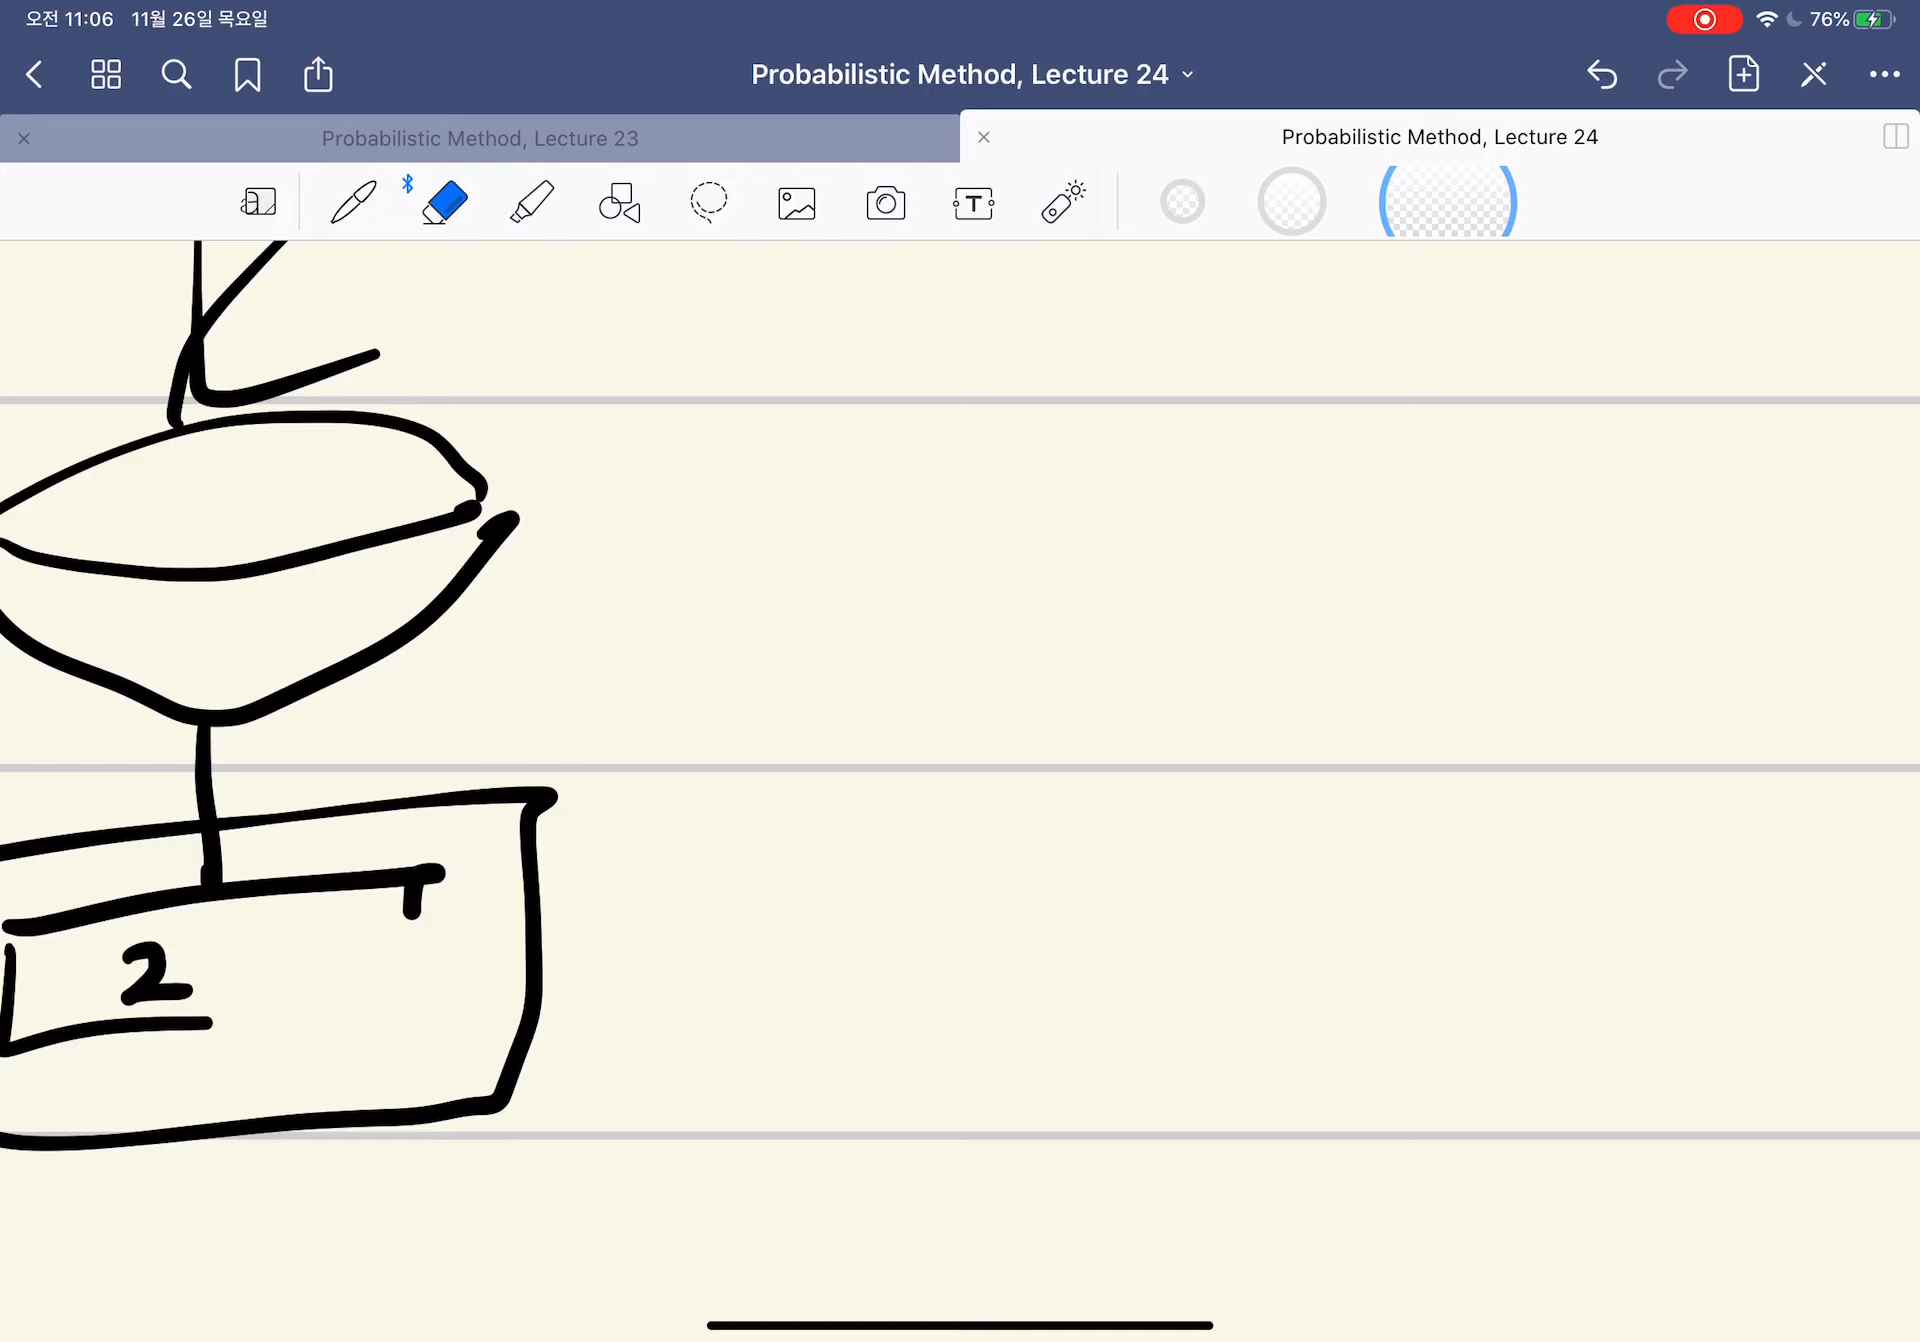 오전 11:06 11월 26일 목요일 76%
Probabilistic Method, Lecture 24
Probabilistic Method, Lecture 23 Probabilistic Method, Lecture 24
2